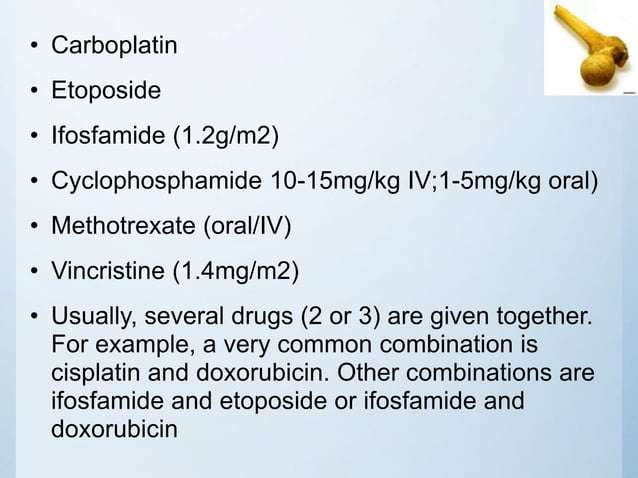 • Carboplatin
• Etoposide
• Ifosfamide (1.2g/m2)
• Cyclophosphamide 10-15mg/kg IV;1-5mg/kg oral)
• Methotrexate (oral/IV)
• Vincristine (1.4mg/m2)
• Usually, several drugs (2 or 3) are given together.
For example, a very common combination is
cisplatin and doxorubicin. Other combinations are
ifosfamide and etoposide or ifosfamide and
doxorubicin